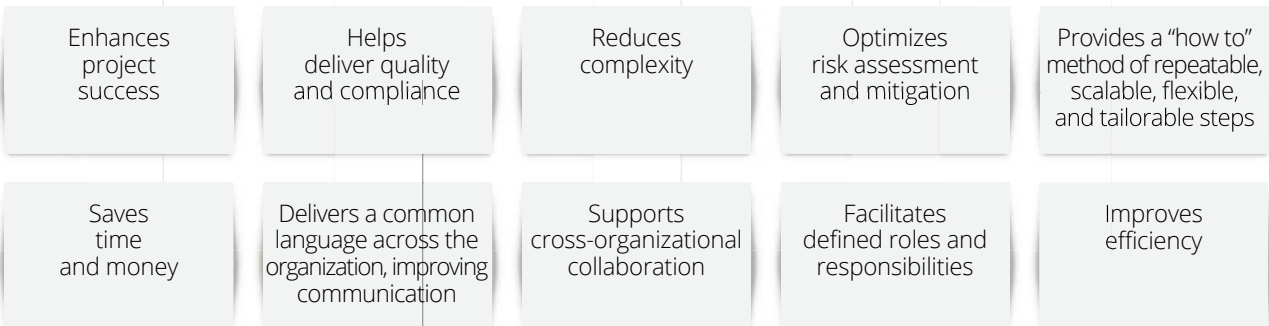 Enhances
project
success
Helps
deliver quality
and compliance
Reduces
complexity
Optimizes
risk assessment
and mitigation
Provides a “how to”
method of repeatable,
scalable, flexible,
and tailorable steps
Saves
time
and money
Delivers a common
language across the
organization, improving
communication
Supports
cross-organizational
collaboration
Facilitates
defined roles and
responsibilities
Improves
efficiency